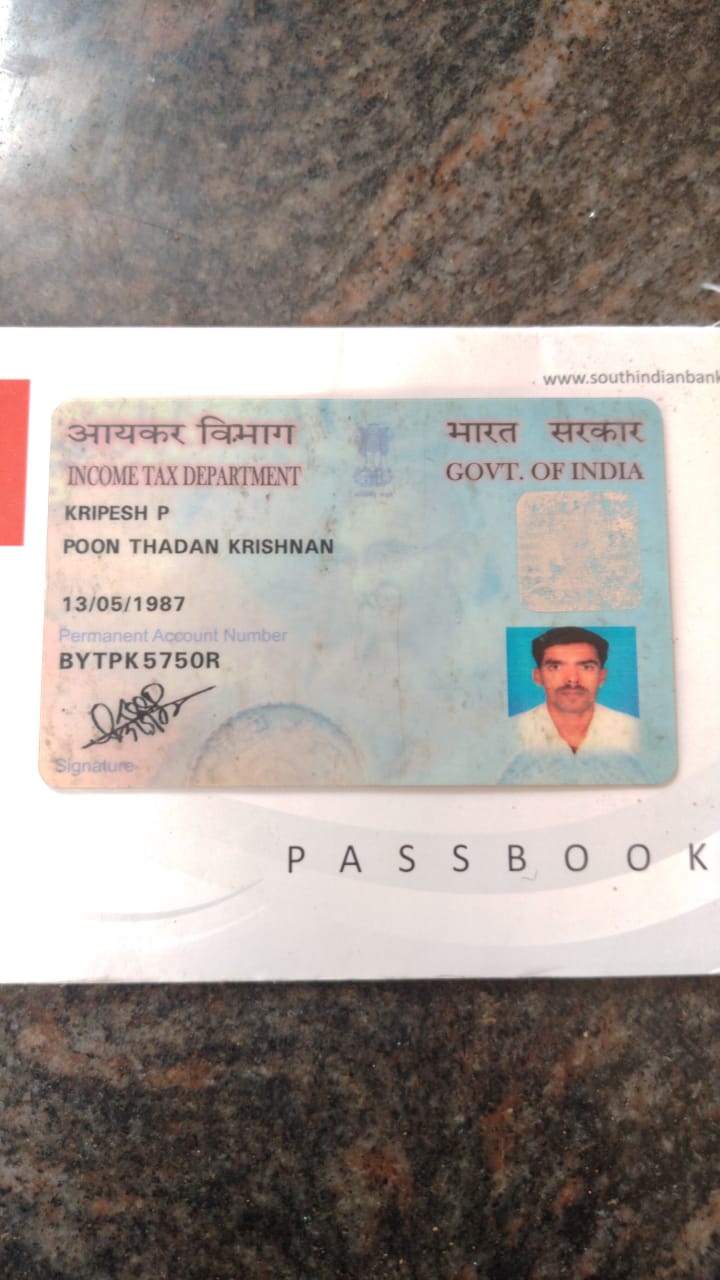 www.southindianbank
आयकर विभाग
भारत सरकार
INCOME TAX DEPARTMENT
GOVT. OF INDIA
KRIPESH P
POON THADAN KRISHNAN
13/05/1987
Permanent Account Number
BYTPK5750R
Signature
PASSBOOK